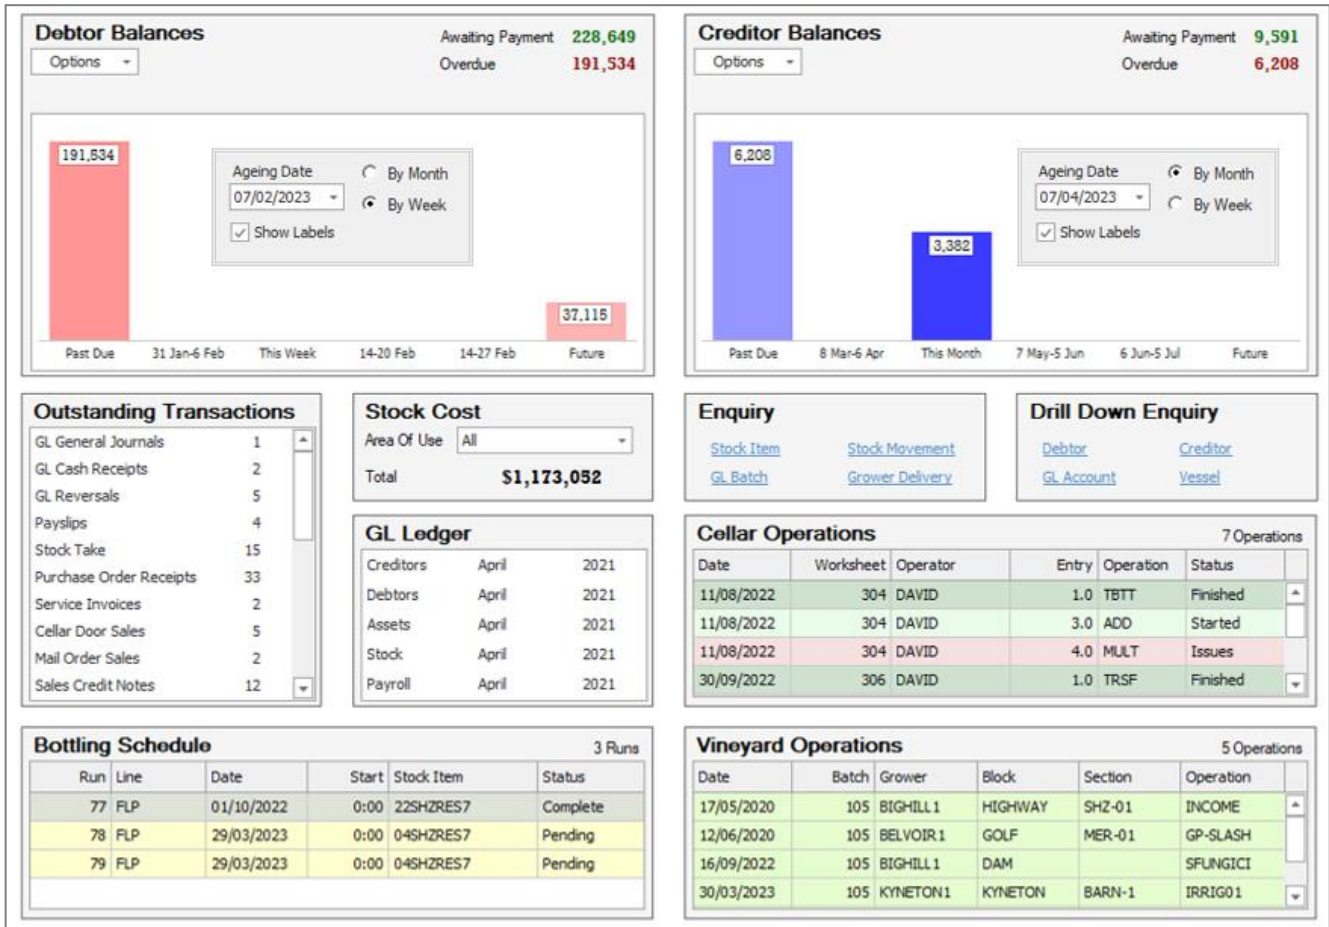 Debtor Balances
Options
Awaiting Payment 228,649
Overdue 191,534
191,534
Ageing Date
07/02/2023
By Month
By Week
Show Labels
37,115
Past Due 31 Jan-6 Feb This Week 14-20 Feb 14-27 Feb Future
Creditor Balances
Options
Awaiting Payment 9,591
Overdue 6,208
6,208
3,382
Ageing Date
07/04/2023
By Month
By Week
Show Labels
Past Due 8 Mar-6 Apr This Month 7 May-5 Jun 6 Jun-5 Jul Future
Outstanding Transactions
GL General Journals 1
GL Cash Receipts 2
GL Reversals 5
Payslips 4
Stock Take 15
Purchase Order Receipts 33
Service Invoices 2
Cellar Door Sales 5
Mail Order Sales 2
Sales Credit Notes 12
Stock Cost
Area Of Use All
Total $1,173,052
GL Ledger
Creditors April 2021
Debtors April 2021
Assets April 2021
Stock April 2021
Payroll April 2021
Enquiry
Stock Item Stock Movement
GL Batch Grower Delivery
Drill Down Enquiry
Debtor Creditor
GL Account Vessel
Cellar Operations 7 Operations
Date Worksheet Operator Entry Operation Status
11/08/2022 304 DAVID 1.0 TBTT Finished
11/08/2022 304 DAVID 3.0 ADD Started
11/08/2022 304 DAVID 4.0 MULT Issues
30/09/2022 306 DAVID 1.0 TRSF Finished
Bottling Schedule 3 Runs
Run Line Date Start Stock Item Status
77 FLP 01/10/2022 0:00 22SHZRES7 Complete
78 FLP 29/03/2023 0:00 04SHZRES7 Pending
79 FLP 29/03/2023 0:00 04SHZRES7 Pending
Vineyard Operations 5 Operations
Date Batch Grower Block Section Operation
17/05/2020 105 BIGHILL1 HIGHWAY SHZ-01 INCOME
12/06/2020 105 BELVOIR1 GOLF MER-01 GP-SLASH
16/09/2022 105 BIGHILL1 DAM SFUNGICI
30/03/2023 105 KYNETON1 KYNETON BARN-1 IRRIG01